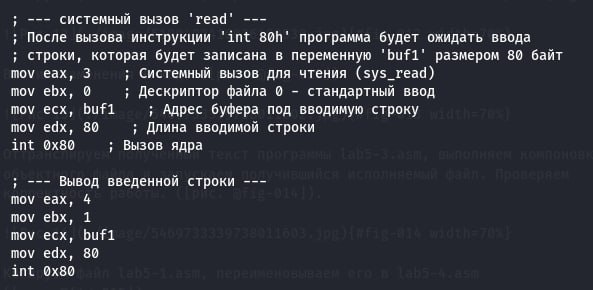 ; --- системный вызов 'read' ---
; После вызова инструкции 'int 80h' программа будет ожидать ввода
; строки, которая будет записана в переменную 'buf1' размером 80 байт
mov eax, 3    ; Системный вызов для чтения (sys_read)
mov ebx, 0    ; Дескриптор файла 0 - стандартный ввод
mov ecx, buf1    ; Адрес буфера под вводимую строку
mov edx, 80    ; Длина вводимой строки
int 0x80    ; Вызов ядра

; --- Вывод введенной строки ---
mov eax, 4
mov ebx, 1
mov ecx, buf1
mov edx, 80
int 0x80